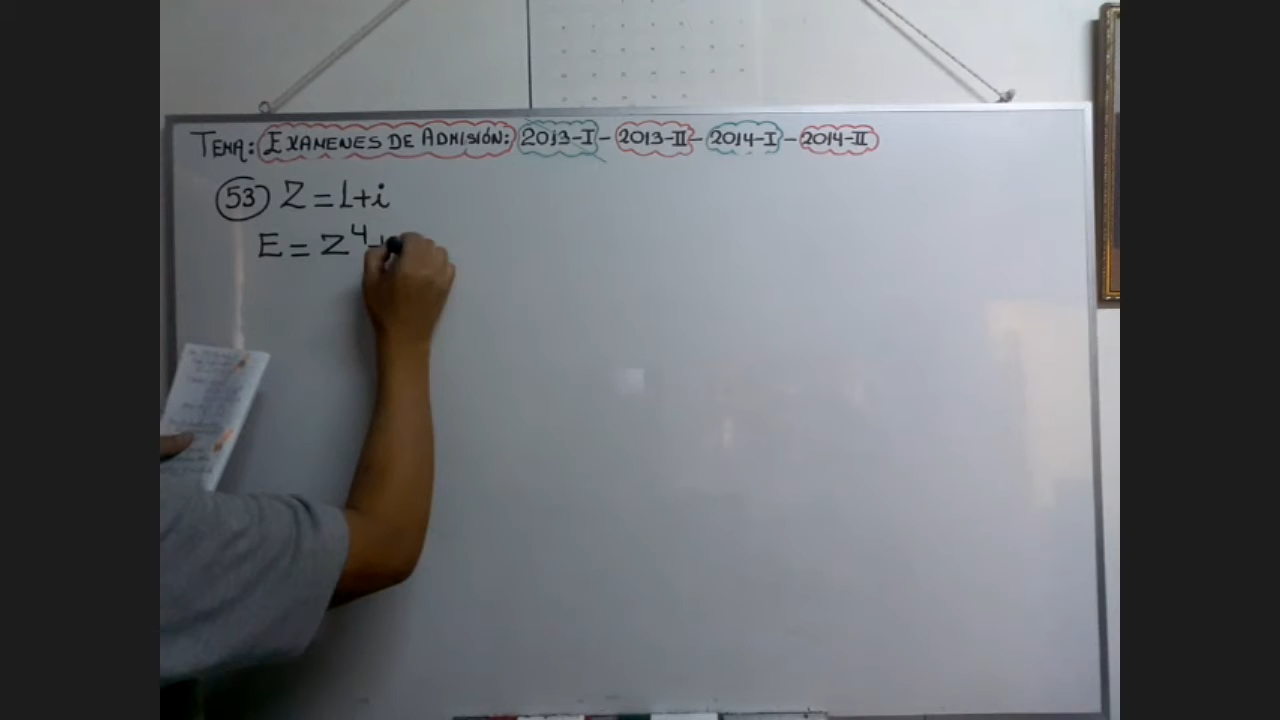 TEMA: EXAMENES DE ADMISIÓN: 2013-I - 2013-II - 2014-I - 2014-II
53 Z=1+i
E = Z⁴+